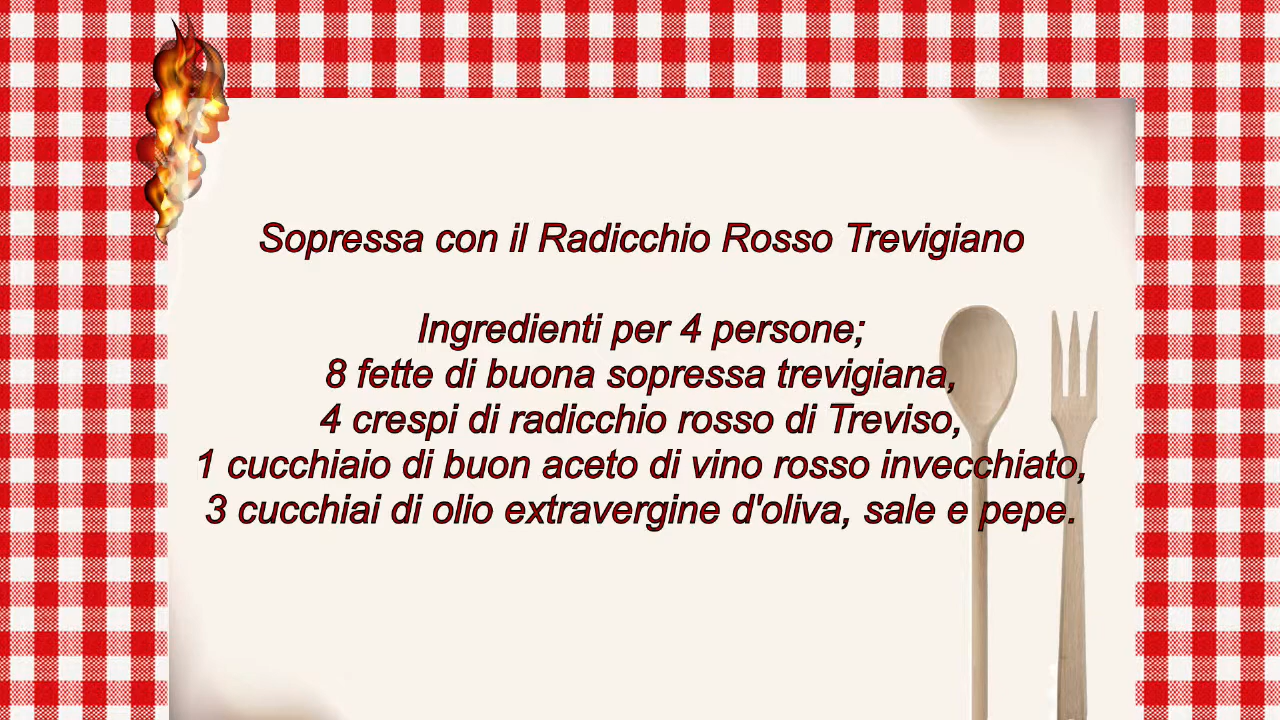 Sopressa con il Radicchio Rosso Trevigiano
Ingredienti per 4 persone;
8 fette di buona sopressa trevigiana,
4 crespi di radicchio rosso di Treviso,
1 cucchiaio di buon aceto di vino rosso invecchiato,
3 cucchiai di olio extravergine d'oliva, sale e pepe.